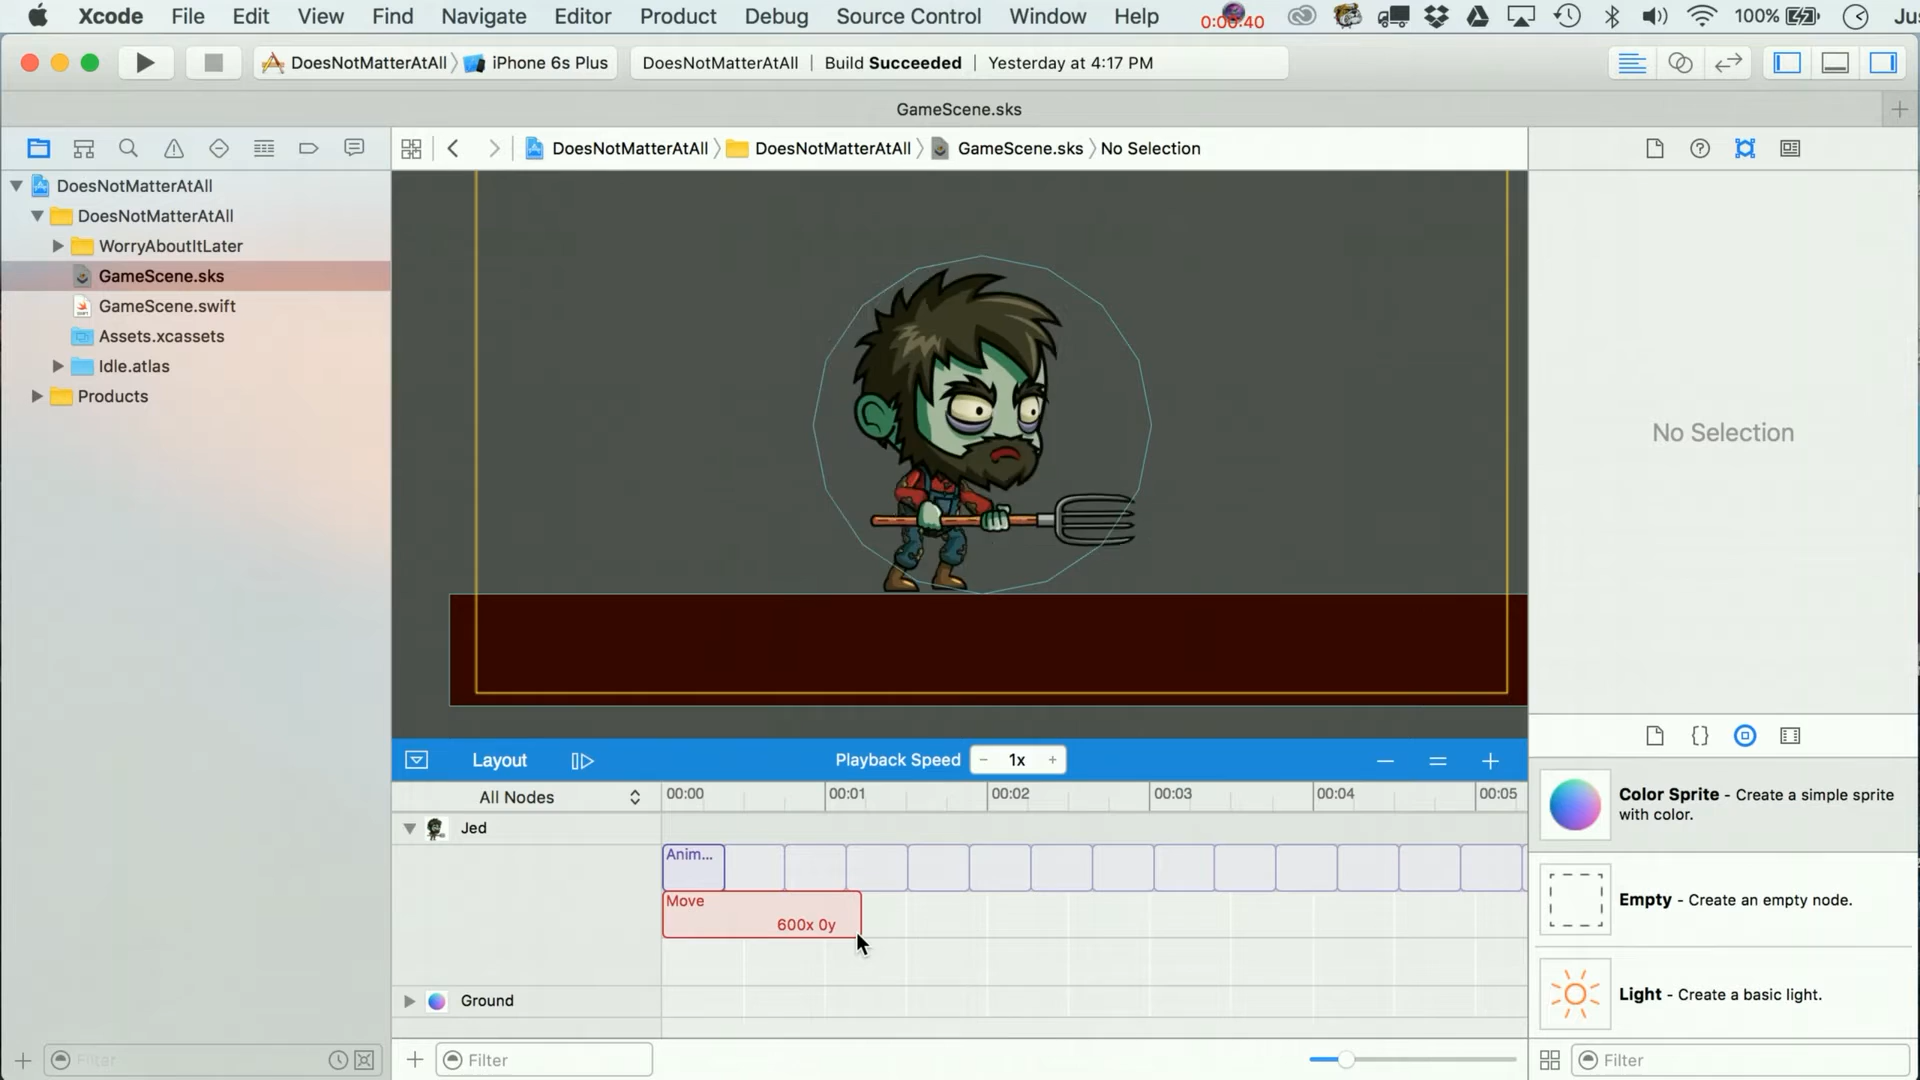 Xcode File Edit View Find Navigate Editor Product Debug Source Control Window Help 0:00:40 100%
DoesNotMatterAtAll iPhone 6s Plus DoesNotMatterAtAll | Build Succeeded | Yesterday at 4:17 PM
GameScene.sks
DoesNotMatterAtAll DoesNotMatterAtAll GameScene.sks No Selection
DoesNotMatterAtAll
DoesNotMatterAtAll
WorryAboutItLater
GameScene.sks
GameScene.swift
Assets.xcassets
Idle.atlas
Products
No Selection
Layout Playback Speed - 1x +
All Nodes 00:00 00:01 00:02 00:03 00:04 00:05
Jed
Anim...
Move
600x 0y
Ground
Color Sprite - Create a simple sprite
with color.
Empty - Create an empty node.
Light - Create a basic light.
Filter
Filter
Filter